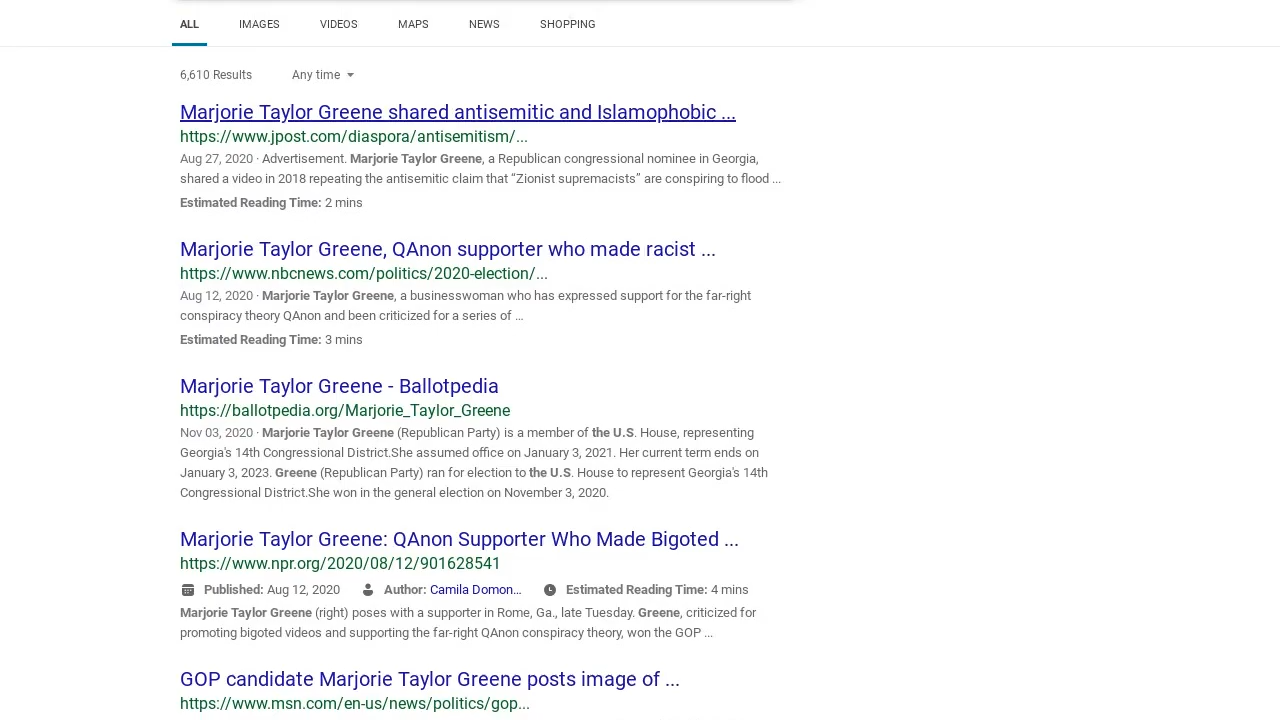 ALL IMAGES VIDEOS MAPS NEWS SHOPPING
6,610 Results Any time
Marjorie Taylor Greene shared antisemitic and Islamophobic ...
https://www.jpost.com/diaspora/antisemitism/...
Aug 27, 2020 · Advertisement. Marjorie Taylor Greene, a Republican congressional nominee in Georgia,
shared a video in 2018 repeating the antisemitic claim that “Zionist supremacists” are conspiring to flood ...
Estimated Reading Time: 2 mins
Marjorie Taylor Greene, QAnon supporter who made racist ...
https://www.nbcnews.com/politics/2020-election/...
Aug 12, 2020 · Marjorie Taylor Greene, a businesswoman who has expressed support for the far-right
conspiracy theory QAnon and been criticized for a series of …
Estimated Reading Time: 3 mins
Marjorie Taylor Greene - Ballotpedia
https://ballotpedia.org/Marjorie_Taylor_Greene
Nov 03, 2020 · Marjorie Taylor Greene (Republican Party) is a member of the U.S. House, representing
Georgia's 14th Congressional District.She assumed office on January 3, 2021. Her current term ends on
January 3, 2023. Greene (Republican Party) ran for election to the U.S. House to represent Georgia's 14th
Congressional District.She won in the general election on November 3, 2020.
Marjorie Taylor Greene: QAnon Supporter Who Made Bigoted ...
https://www.npr.org/2020/08/12/901628541
Published: Aug 12, 2020 Author: Camila Domon… Estimated Reading Time: 4 mins
Marjorie Taylor Greene (right) poses with a supporter in Rome, Ga., late Tuesday. Greene, criticized for
promoting bigoted videos and supporting the far-right QAnon conspiracy theory, won the GOP ...
GOP candidate Marjorie Taylor Greene posts image of ...
https://www.msn.com/en-us/news/politics/gop...